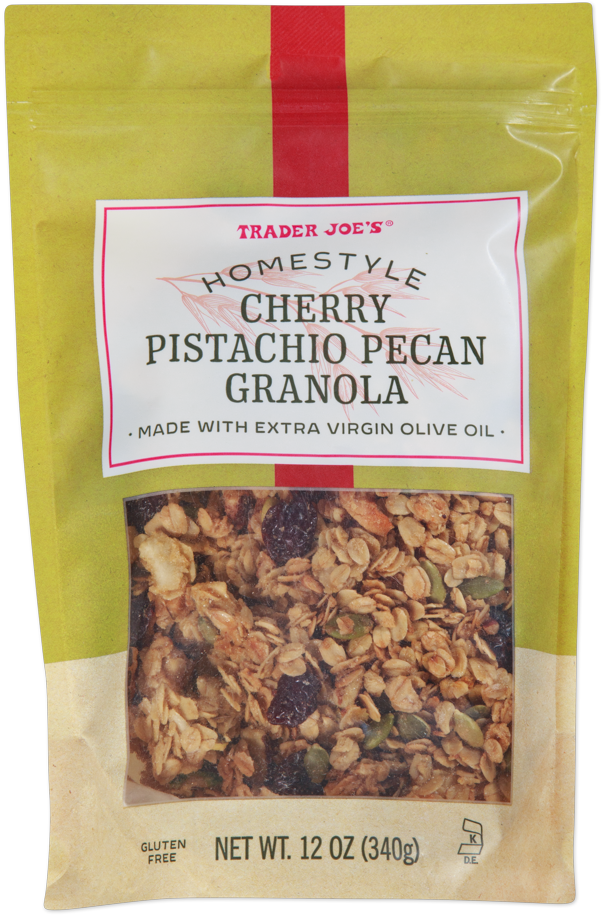 TRADER JOE'S®
HOMESTYLE
CHERRY
PISTACHIO PECAN
GRANOLA
· MADE WITH EXTRA VIRGIN OLIVE OIL ·
GLUTEN
FREE
NET WT. 12 OZ (340g)
K
D.E.